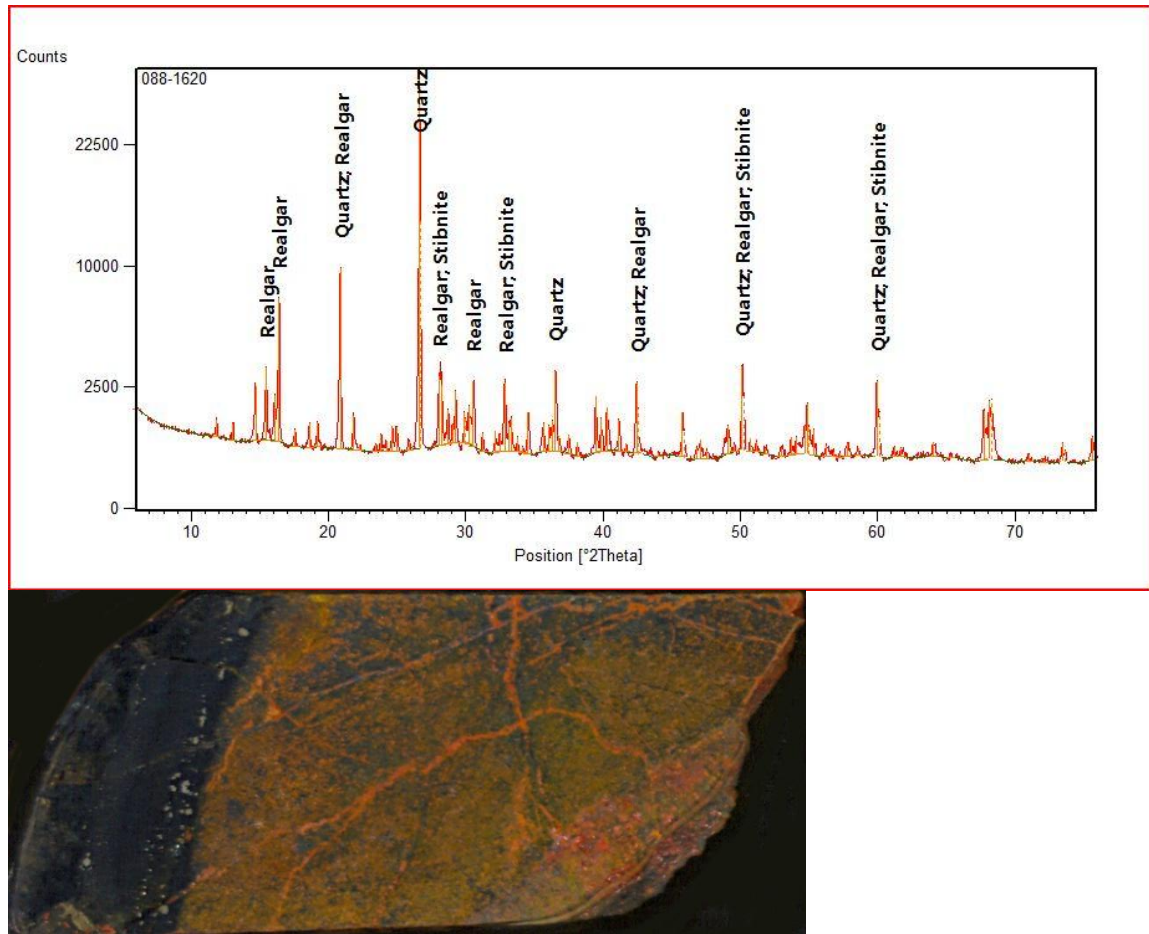 Counts
088-1620
22500
10000
2500
0
Realgar
Realgar
Quartz; Realgar
Quartz
Realgar; Stibnite
Realgar
Realgar; Stibnite
Quartz
Quartz; Realgar
Quartz; Realgar; Stibnite
Quartz; Realgar; Stibnite
10 20 30 40 50 60 70
Position [°2Theta]